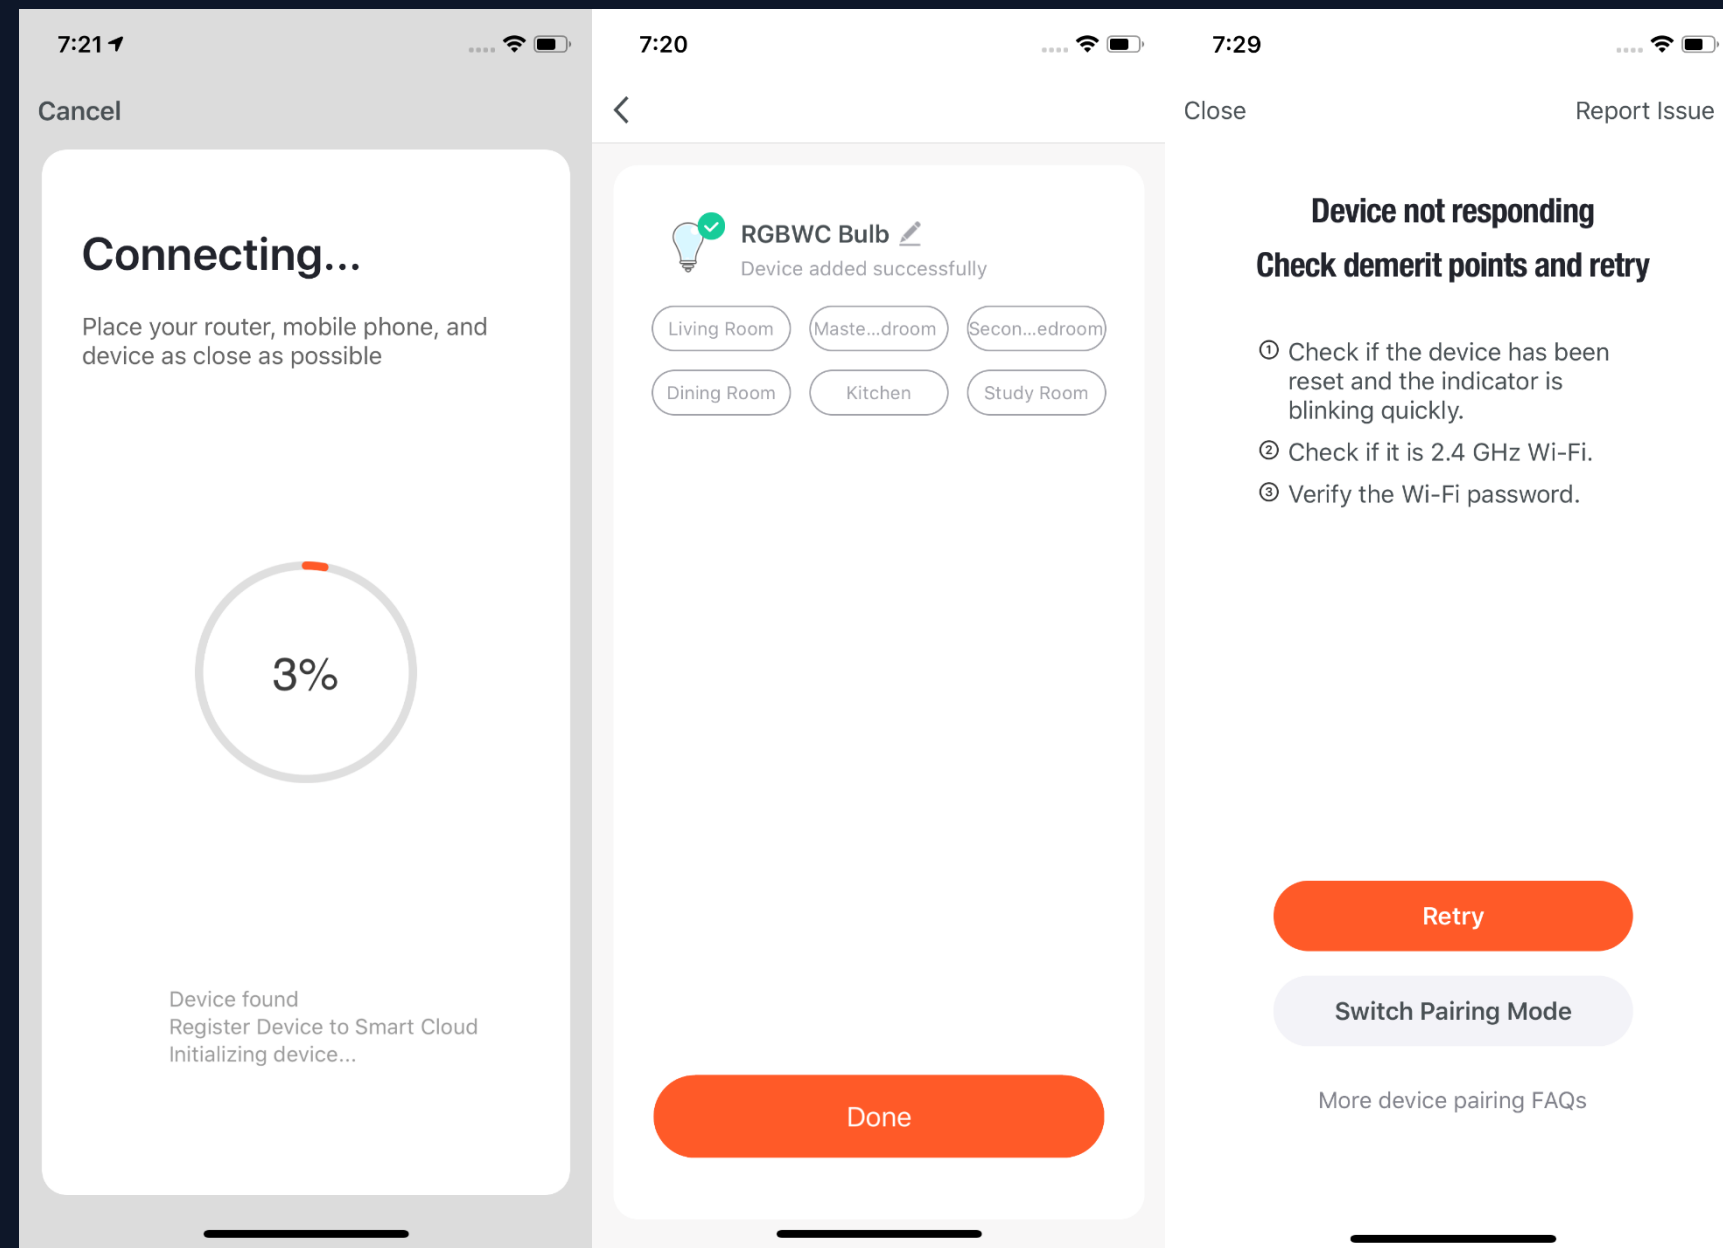 7:21
Cancel
Connecting...
Place your router, mobile phone, and
device as close as possible
3%
Device found
Register Device to Smart Cloud
Initializing device...
7:20
RGBWC Bulb
Device added successfully
Living Room
Maste...droom
Secon...edroom
Dining Room
Kitchen
Study Room
Done
7:29
Close
Report Issue
Device not responding
Check demerit points and retry
① Check if the device has been
reset and the indicator is
blinking quickly.
② Check if it is 2.4 GHz Wi-Fi.
③ Verify the Wi-Fi password.
Retry
Switch Pairing Mode
More device pairing FAQs